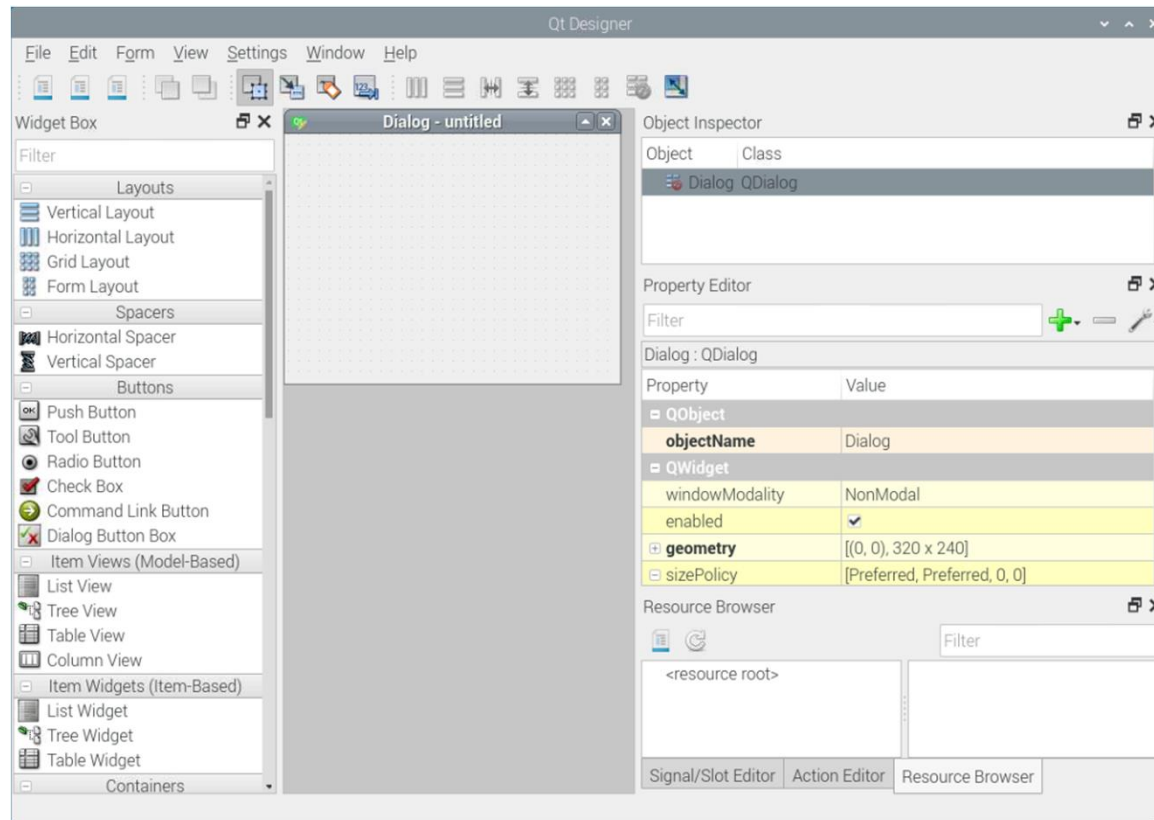 Qt Designer
File Edit Form View Settings Window Help
Widget Box
Filter
Layouts
Vertical Layout
Horizontal Layout
Grid Layout
Form Layout
Spacers
Horizontal Spacer
Vertical Spacer
Buttons
OK Push Button
Tool Button
Radio Button
Check Box
Command Link Button
Dialog Button Box
Item Views (Model-Based)
List View
Tree View
Table View
Column View
Item Widgets (Item-Based)
List Widget
Tree Widget
Table Widget
Containers
Dialog - untitled
Object Inspector
Object Class
Dialog QDialog
Property Editor
Filter
Dialog : QDialog
Property Value
QObject
objectName Dialog
QWidget
windowModality NonModal
enabled
geometry [(0, 0), 320 x 240]
sizePolicy [Preferred, Preferred, 0, 0]
Resource Browser
Filter
<resource root>
Signal/Slot Editor Action Editor Resource Browser